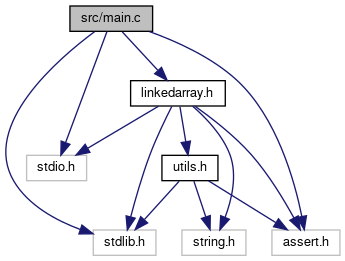 src/main.c
linkedarray.h
stdio.h
utils.h
stdlib.h
string.h
assert.h